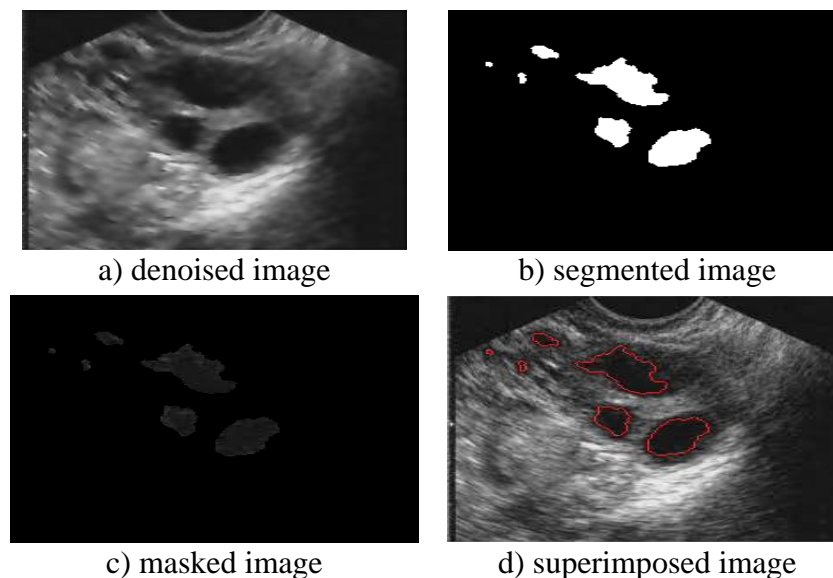 a) denoised image
b) segmented image
c) masked image
d) superimposed image